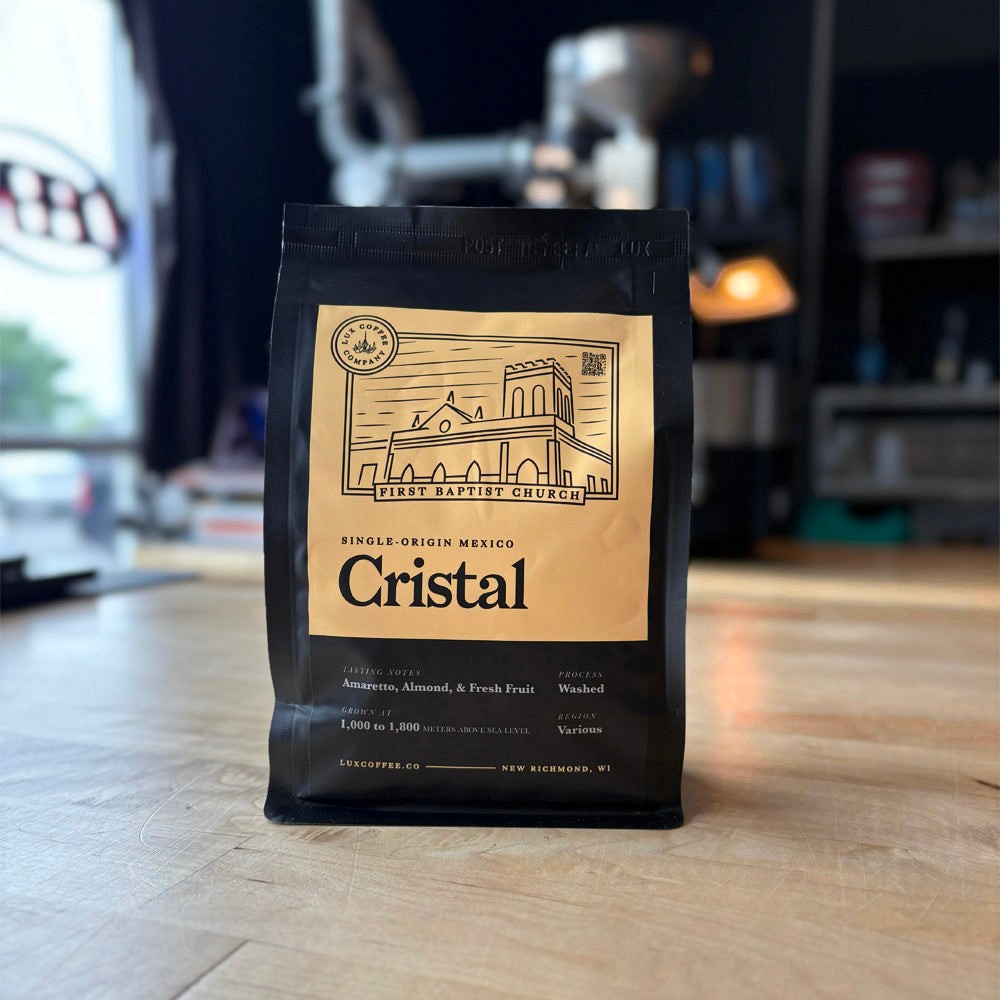 LUX COFFEE
COMPANY
FIRST BAPTIST CHURCH
SINGLE-ORIGIN MEXICO
Cristal
TASTING NOTES
Amaretto, Almond, & Fresh Fruit
PROCESS
Washed
GROWN AT
1,000 to 1,800 METERS ABOVE SEA LEVEL
REGION
Various
LUXCOFFEE.CO
NEW RICHMOND, WI